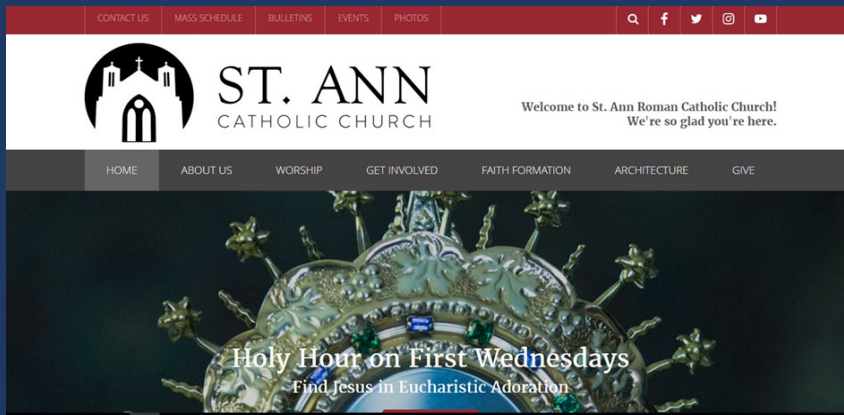 CONTACT US
MASS SCHEDULE
BULLETINS
EVENTS
PHOTOS
ST. ANN
CATHOLIC CHURCH
Welcome to St. Ann Roman Catholic Church!
We're so glad you're here.
HOME
ABOUT US
WORSHIP
GET INVOLVED
FAITH FORMATION
ARCHITECTURE
GIVE
Holy Hour on First Wednesdays
Find Jesus in Eucharistic Adoration